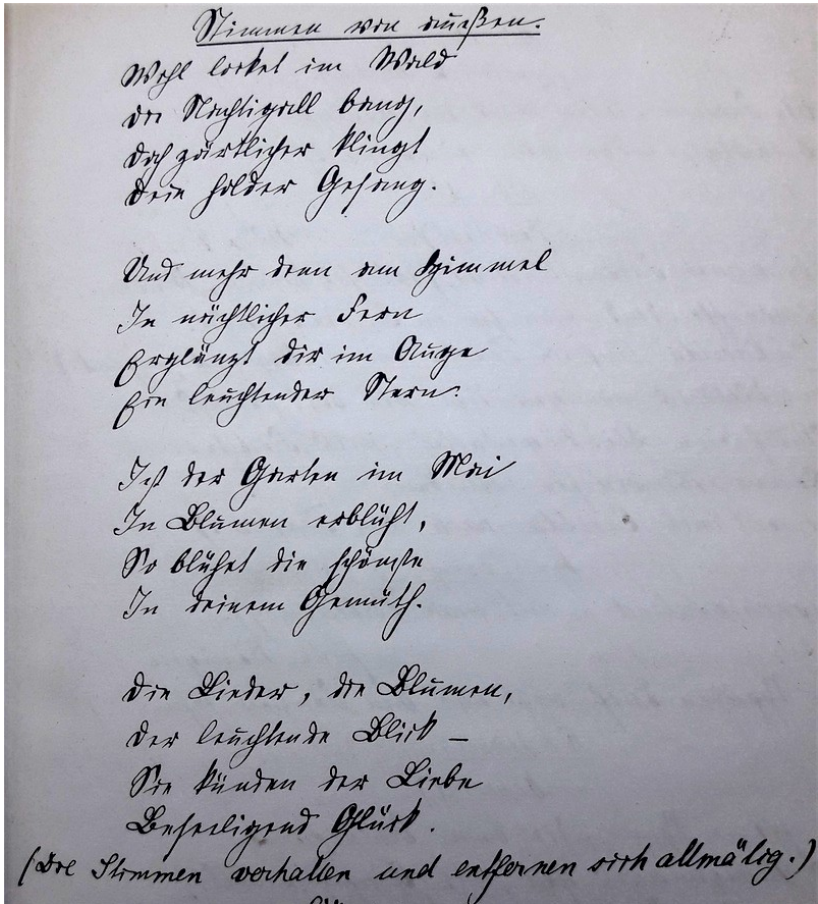 Stimmen von außen.
Wohl locket im Wald
die Nachtigall bang,
doch zärtlicher klingt
Dein holder Gesang.
Und mehr denn am Himmel
In nächtlicher Fern
Erglänzt dir im Auge
Ein leuchtender Stern.
Ist der Garten im Mai
In Blumen erblüht,
So blühet die schönste
In deinem Gemüth.
Die Lieder, die Blumen,
Der leuchtende Blick –
Sie künden der Liebe
Beseeligend Glück.
(Die Stimmen verhallen und entfernen sich allmälig.)